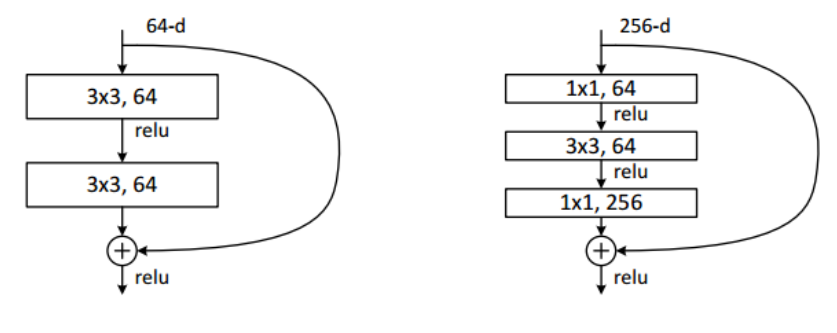 64-d
3x3, 64
relu
3x3, 64
+
relu
256-d
1x1, 64
relu
3x3, 64
relu
1x1, 256
+
relu